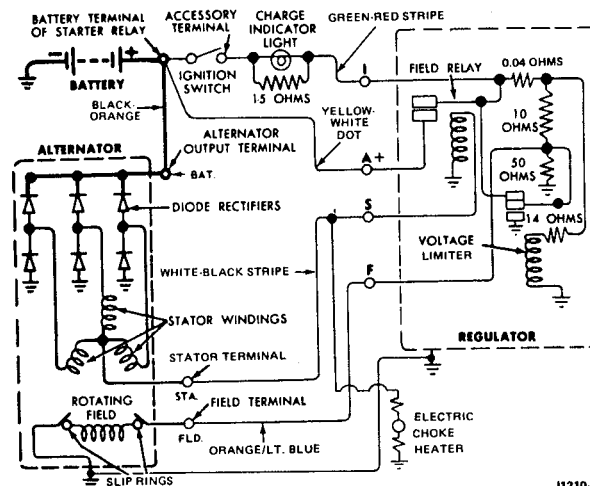 BATTERY TERMINAL
OF STARTER RELAY
ACCESSORY
TERMINAL
CHARGE
INDICATOR
LIGHT
GREEN-RED STRIPE
REGULATOR
- +
BATTERY
IGNITION
SWITCH
15 OHMS
I
FIELD RELAY
0.04 OHMS
BLACK-
ORANGE
YELLOW-
WHITE
DOT
10
OHMS
ALTERNATOR
ALTERNATOR
OUTPUT TERMINAL
BAT.
A +
50
OHMS
DIODE RECTIFIERS
S
14 OHMS
VOLTAGE
LIMITER
WHITE-BLACK STRIPE
F
STATOR WINDINGS
REGULATOR
STATOR TERMINAL
STA.
ROTATING
FIELD
FIELD TERMINAL
FLD.
ORANGE/LT. BLUE
ELECTRIC
CHOKE
HEATER
SLIP RINGS
J1210-